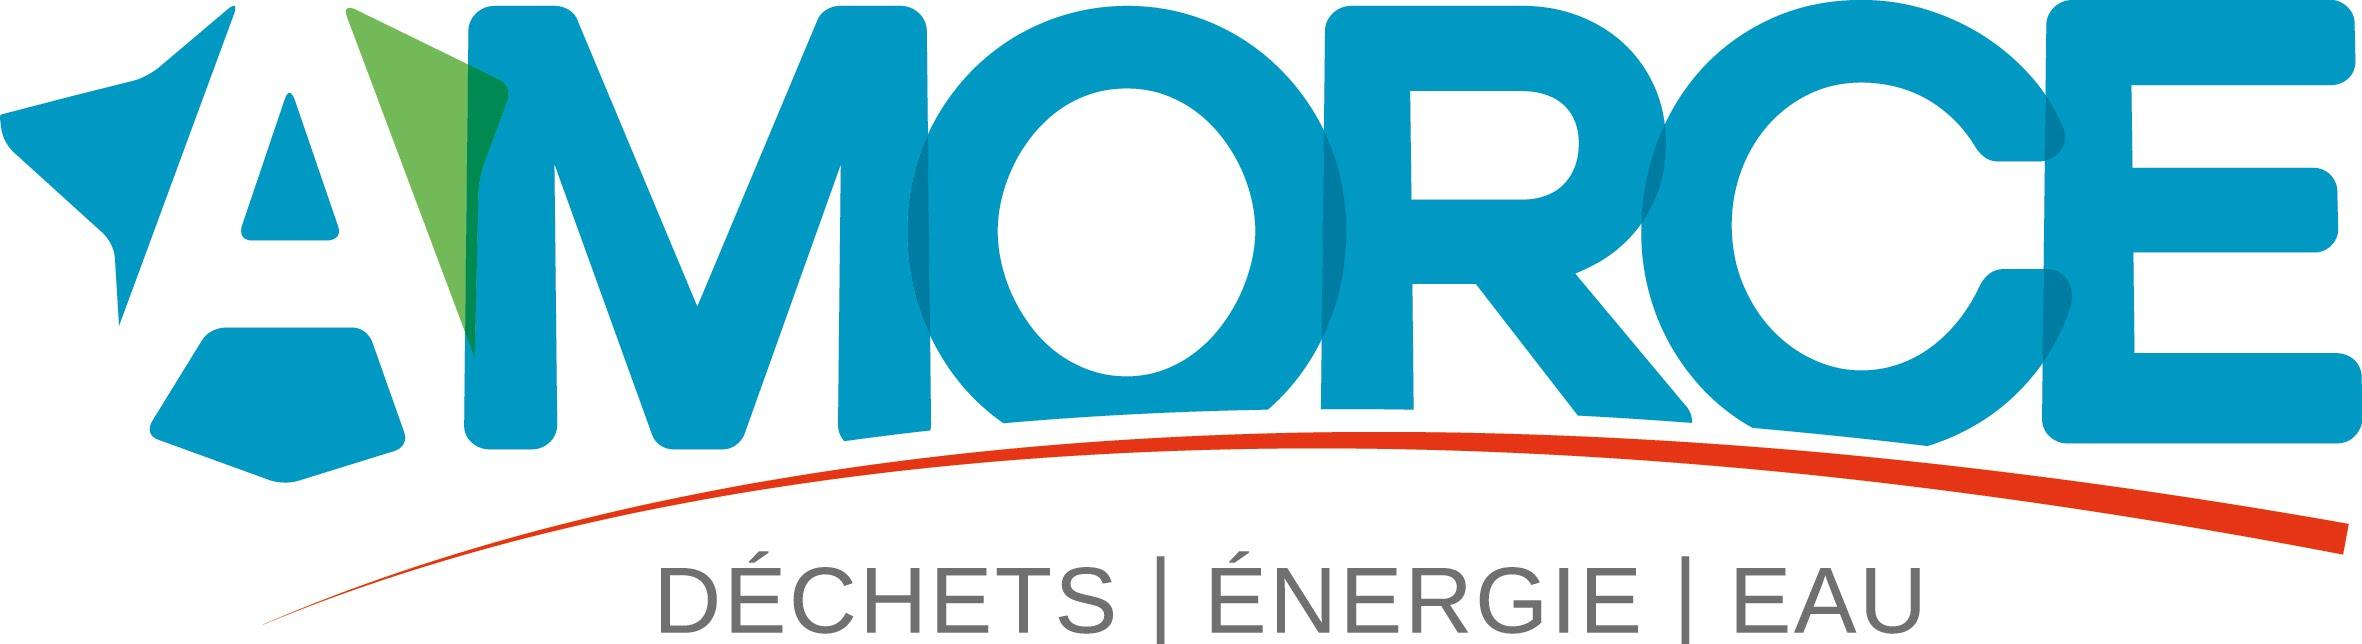 AMORCE
DÉCHETS | ÉNERGIE | EAU